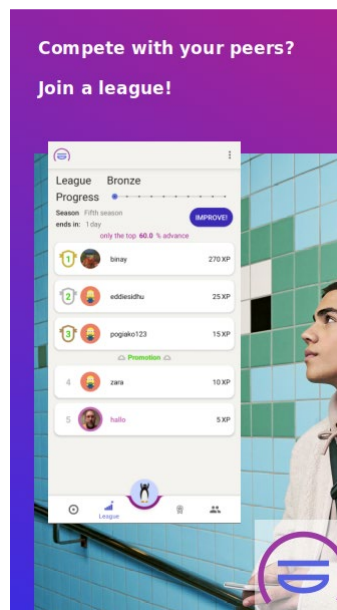 Compete with your peers?
Join a league!
League Bronze
Progress
Season Fifth season
ends in: 1 day
IMPROVE!
only the top 60.0 % advance
1 binay 270 XP
2 eddiesidhu 25 XP
3 pogiako123 15 XP
Promotion
4 zara 10 XP
5 hallo 5 XP
League